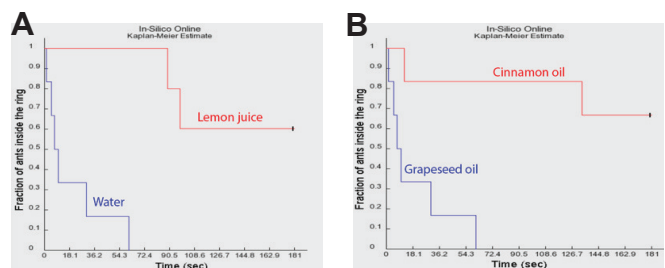 A
In-Silico Online
Kaplan-Meier Estimate
Fraction of ants inside the ring
1
0.9
0.8
0.7
0.6
0.5
0.4
0.3
0.2
0.1
0
Lemon juice
Water
0 18.1 36.2 54.3 72.4 90.5 108.6 126.7 144.8 162.9 181
Time (sec)
B
In-Silico Online
Kaplan-Meier Estimate
Fraction of ants inside the ring
1
0.9
0.8
0.7
0.6
0.5
0.4
0.3
0.2
0.1
0
Cinnamon oil
Grapeseed oil
0 18.1 36.2 54.3 72.4 90.5 108.6 126.7 144.8 162.9 181
Time (sec)